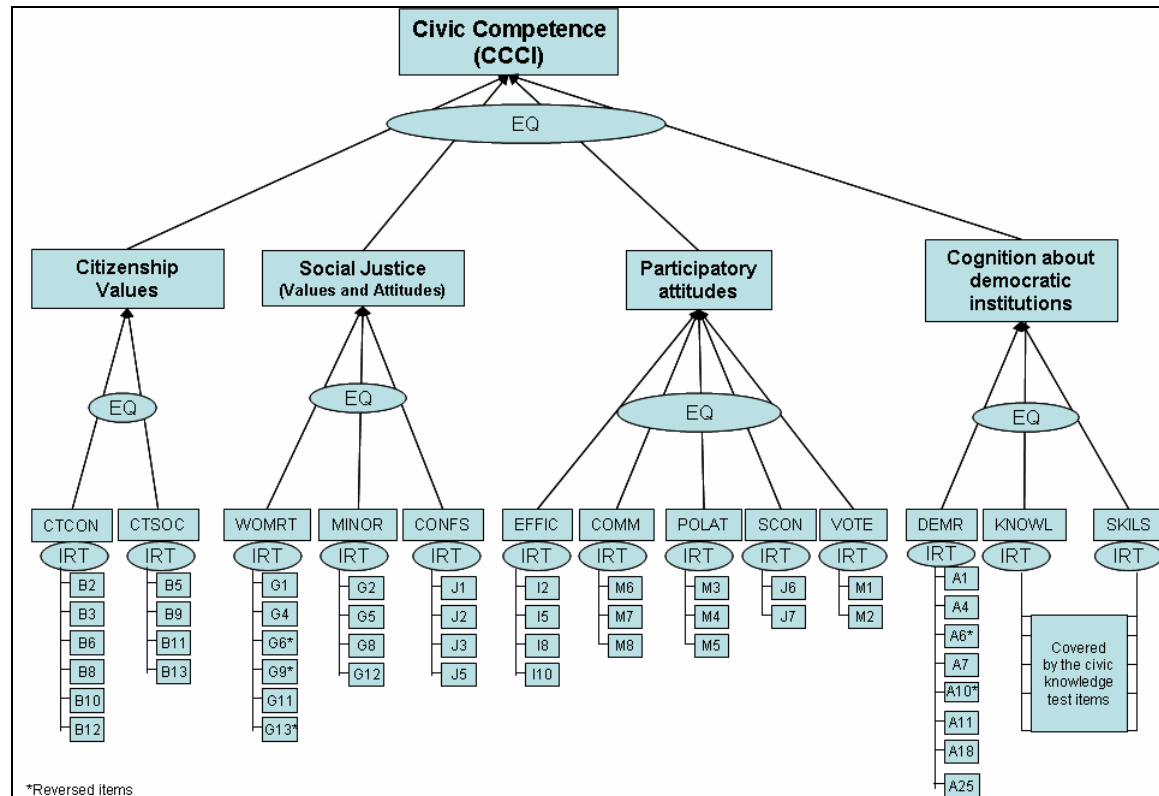 Civic Competence
(CCCI)
EQ
Citizenship
Values
Social Justice
(Values and Attitudes)
Participatory
attitudes
Cognition about
democratic
institutions
EQ
EQ
EQ
EQ
CTCON
CTSOC
WOMRT
MINOR
CONFS
EFFIC
COMM
POLAT
SCON
VOTE
DEMR
KNOWL
SKILS
IRT
IRT
IRT
IRT
IRT
IRT
IRT
IRT
IRT
IRT
IRT
IRT
IRT
B2
B3
B6
B8
B10
B12
B5
B9
B11
B13
G1
G4
G6*
G9*
G11
G13*
G2
G5
G8
G12
J1
J2
J3
J5
I2
I5
I8
I10
M6
M7
M8
M3
M4
M5
J6
J7
M1
M2
A1
A4
A6*
A7
A10*
A11
A18
A25
Covered
by the civic
knowledge
test items
*Reversed items